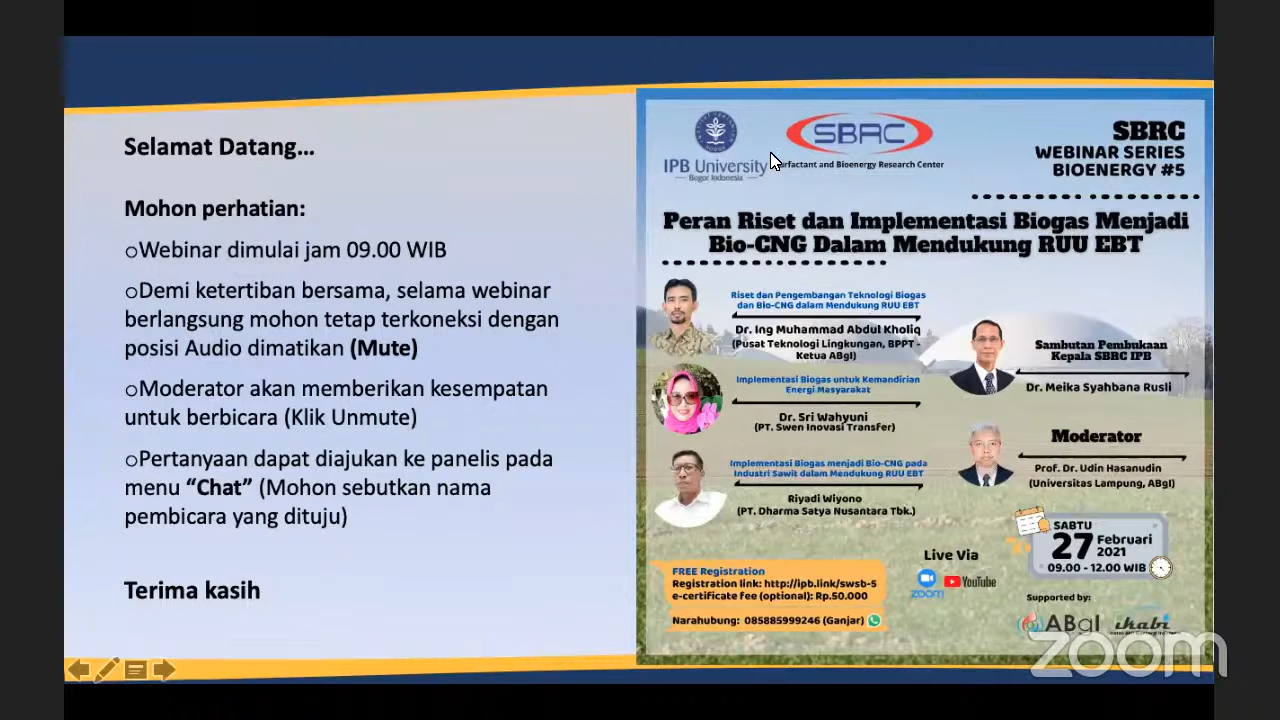 Selamat Datang...
Mohon perhatian:
oWebinar dimulai jam 09.00 WIB
oDemi ketertiban bersama, selama webinar
berlangsung mohon tetap terkoneksi dengan
posisi Audio dimatikan (Mute)
oModerator akan memberikan kesempatan
untuk berbicara (Klik Unmute)
oPertanyaan dapat diajukan ke panelis pada
menu “Chat” (Mohon sebutkan nama
pembicara yang dituju)
Terima kasih
IPB University
Bogor Indonesia
SBRC
and Bioenergy Research Center
SBRC
WEBINAR SERIES
BIOENERGY #5
Peran Riset dan Implementasi Biogas Menjadi
Bio-CNG Dalam Mendukung RUU EBT
Riset dan Pengembangan Teknologi Biogas
dan Bio-CNG dalam Mendukung RUU EBT
Dr. Ing Muhammad Abdul Kholiq
(Pusat Teknologi Lingkungan, BPPT -
Ketua ABgI)
Implementasi Biogas untuk Kemandirian
Energi Masyarakat
Dr. Sri Wahyuni
(PT. Swen Inovasi Transfer)
Implementasi Biogas menjadi Bio-CNG pada
Industri Sawit dalam Mendukung RUU EBT
Riyadi Wiyono
(PT. Dharma Satya Nusantara Tbk.)
Sambutan Pembukaan
Kepala SBRC IPB
Dr. Meika Syahbana Rusli
Moderator
Prof. Dr. Udin Hasanudin
(Universitas Lampung, ABgI)
SABTU
27 Februari
2021
09.00 - 12.00 WIB
Live Via
zoom YouTube
FREE Registration
Registration link: http://ipb.link/swsb-5
e-certificate fee (optional): Rp.50.000
Narahubung: 085885999246 (Ganjar)
Supported by:
ABgI ikabi
zoom